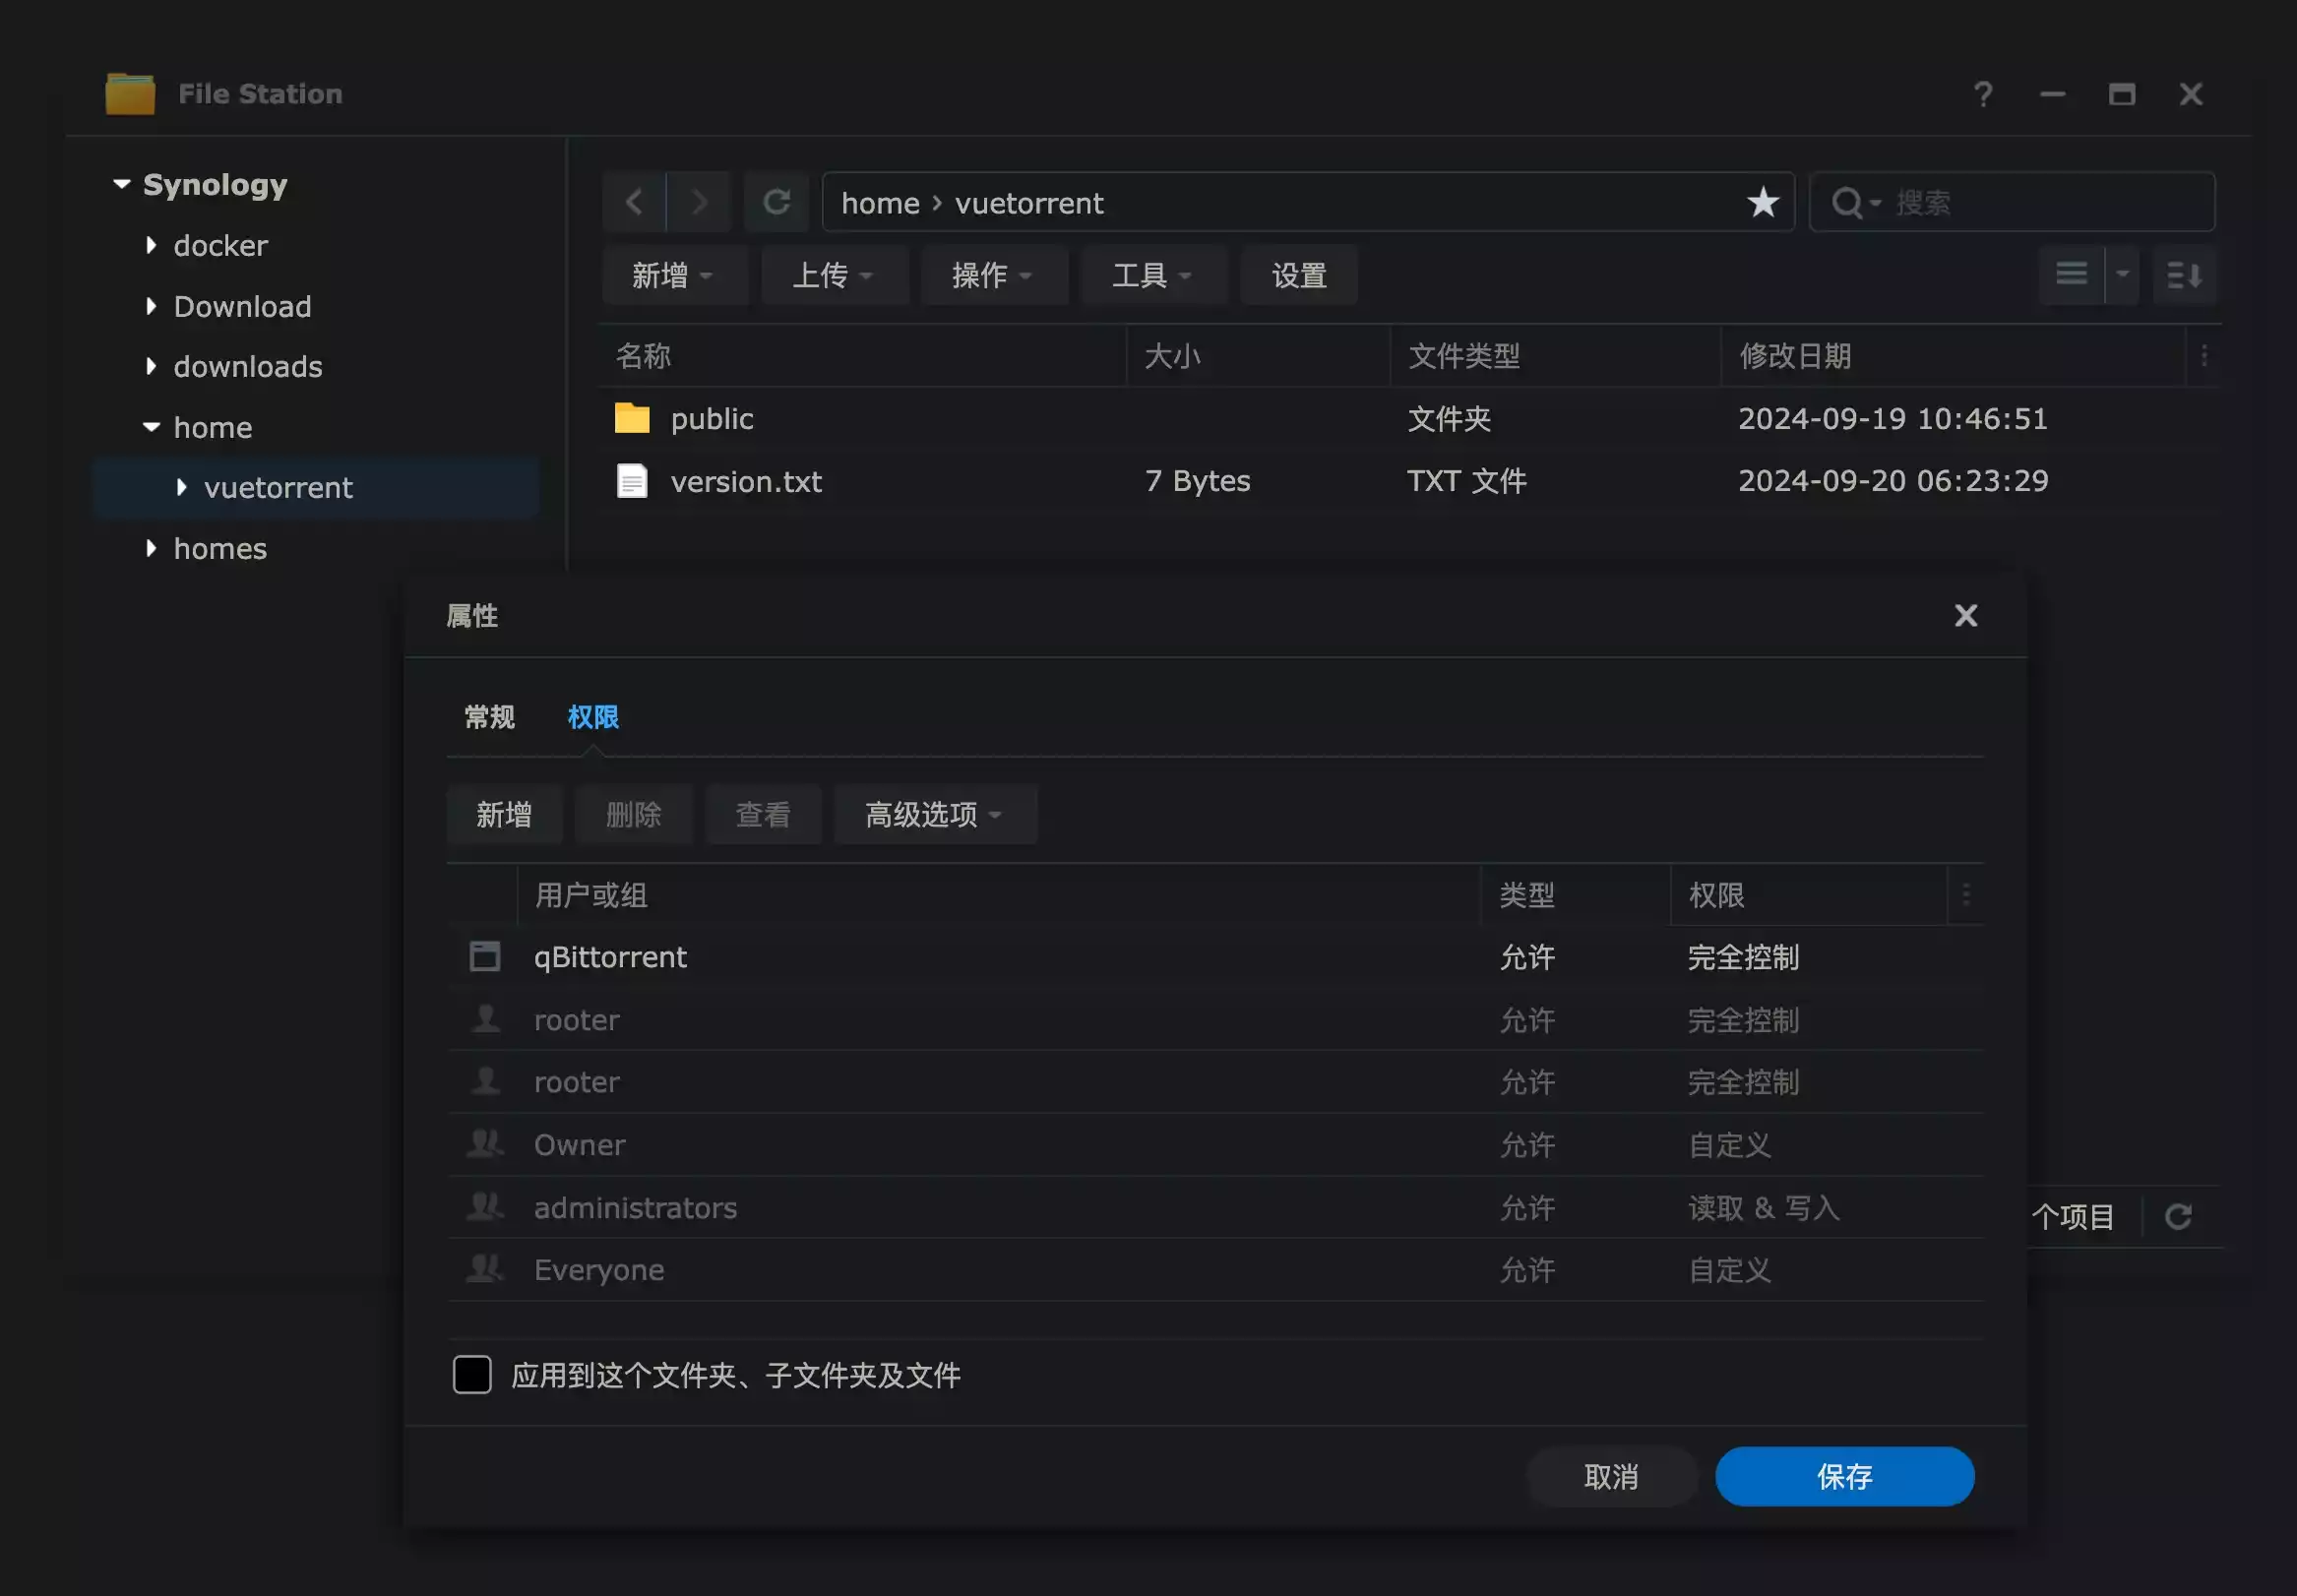 File Station
Synology
docker
Download
downloads
home
vuetorrent
homes
home › vuetorrent
搜索
新增
上传
操作
工具
设置
名称 大小 文件类型 修改日期
public 文件夹 2024-09-19 10:46:51
version.txt 7 Bytes TXT 文件 2024-09-20 06:23:29
属性
常规 权限
新增 删除 查看 高级选项
用户或组 类型 权限
qBittorrent 允许 完全控制
rooter 允许 完全控制
rooter 允许 完全控制
Owner 允许 自定义
administrators 允许 读取 & 写入
Everyone 允许 自定义
个项目
应用到这个文件夹、子文件夹及文件
取消 保存